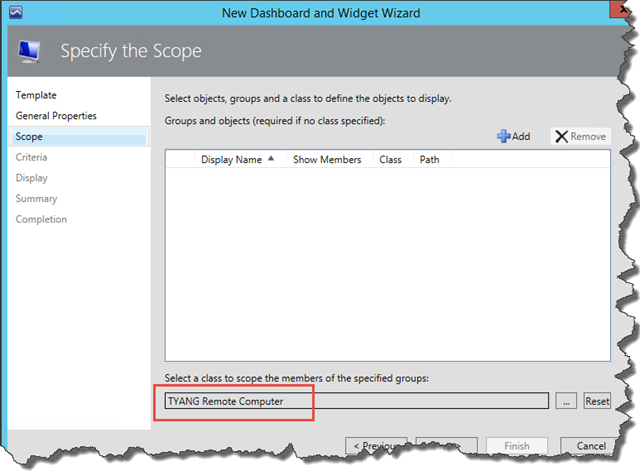 New Dashboard and Widget Wizard
Specify the Scope
Template
General Properties
Scope
Criteria
Display
Summary
Completion
Select objects, groups and a class to define the objects to display.
Groups and objects (required if no class specified):
Add Remove
Display Name Show Members Class Path
Select a class to scope the members of the specified groups:
TYANG Remote Computer ... Reset
< Previous > Finish Cancel